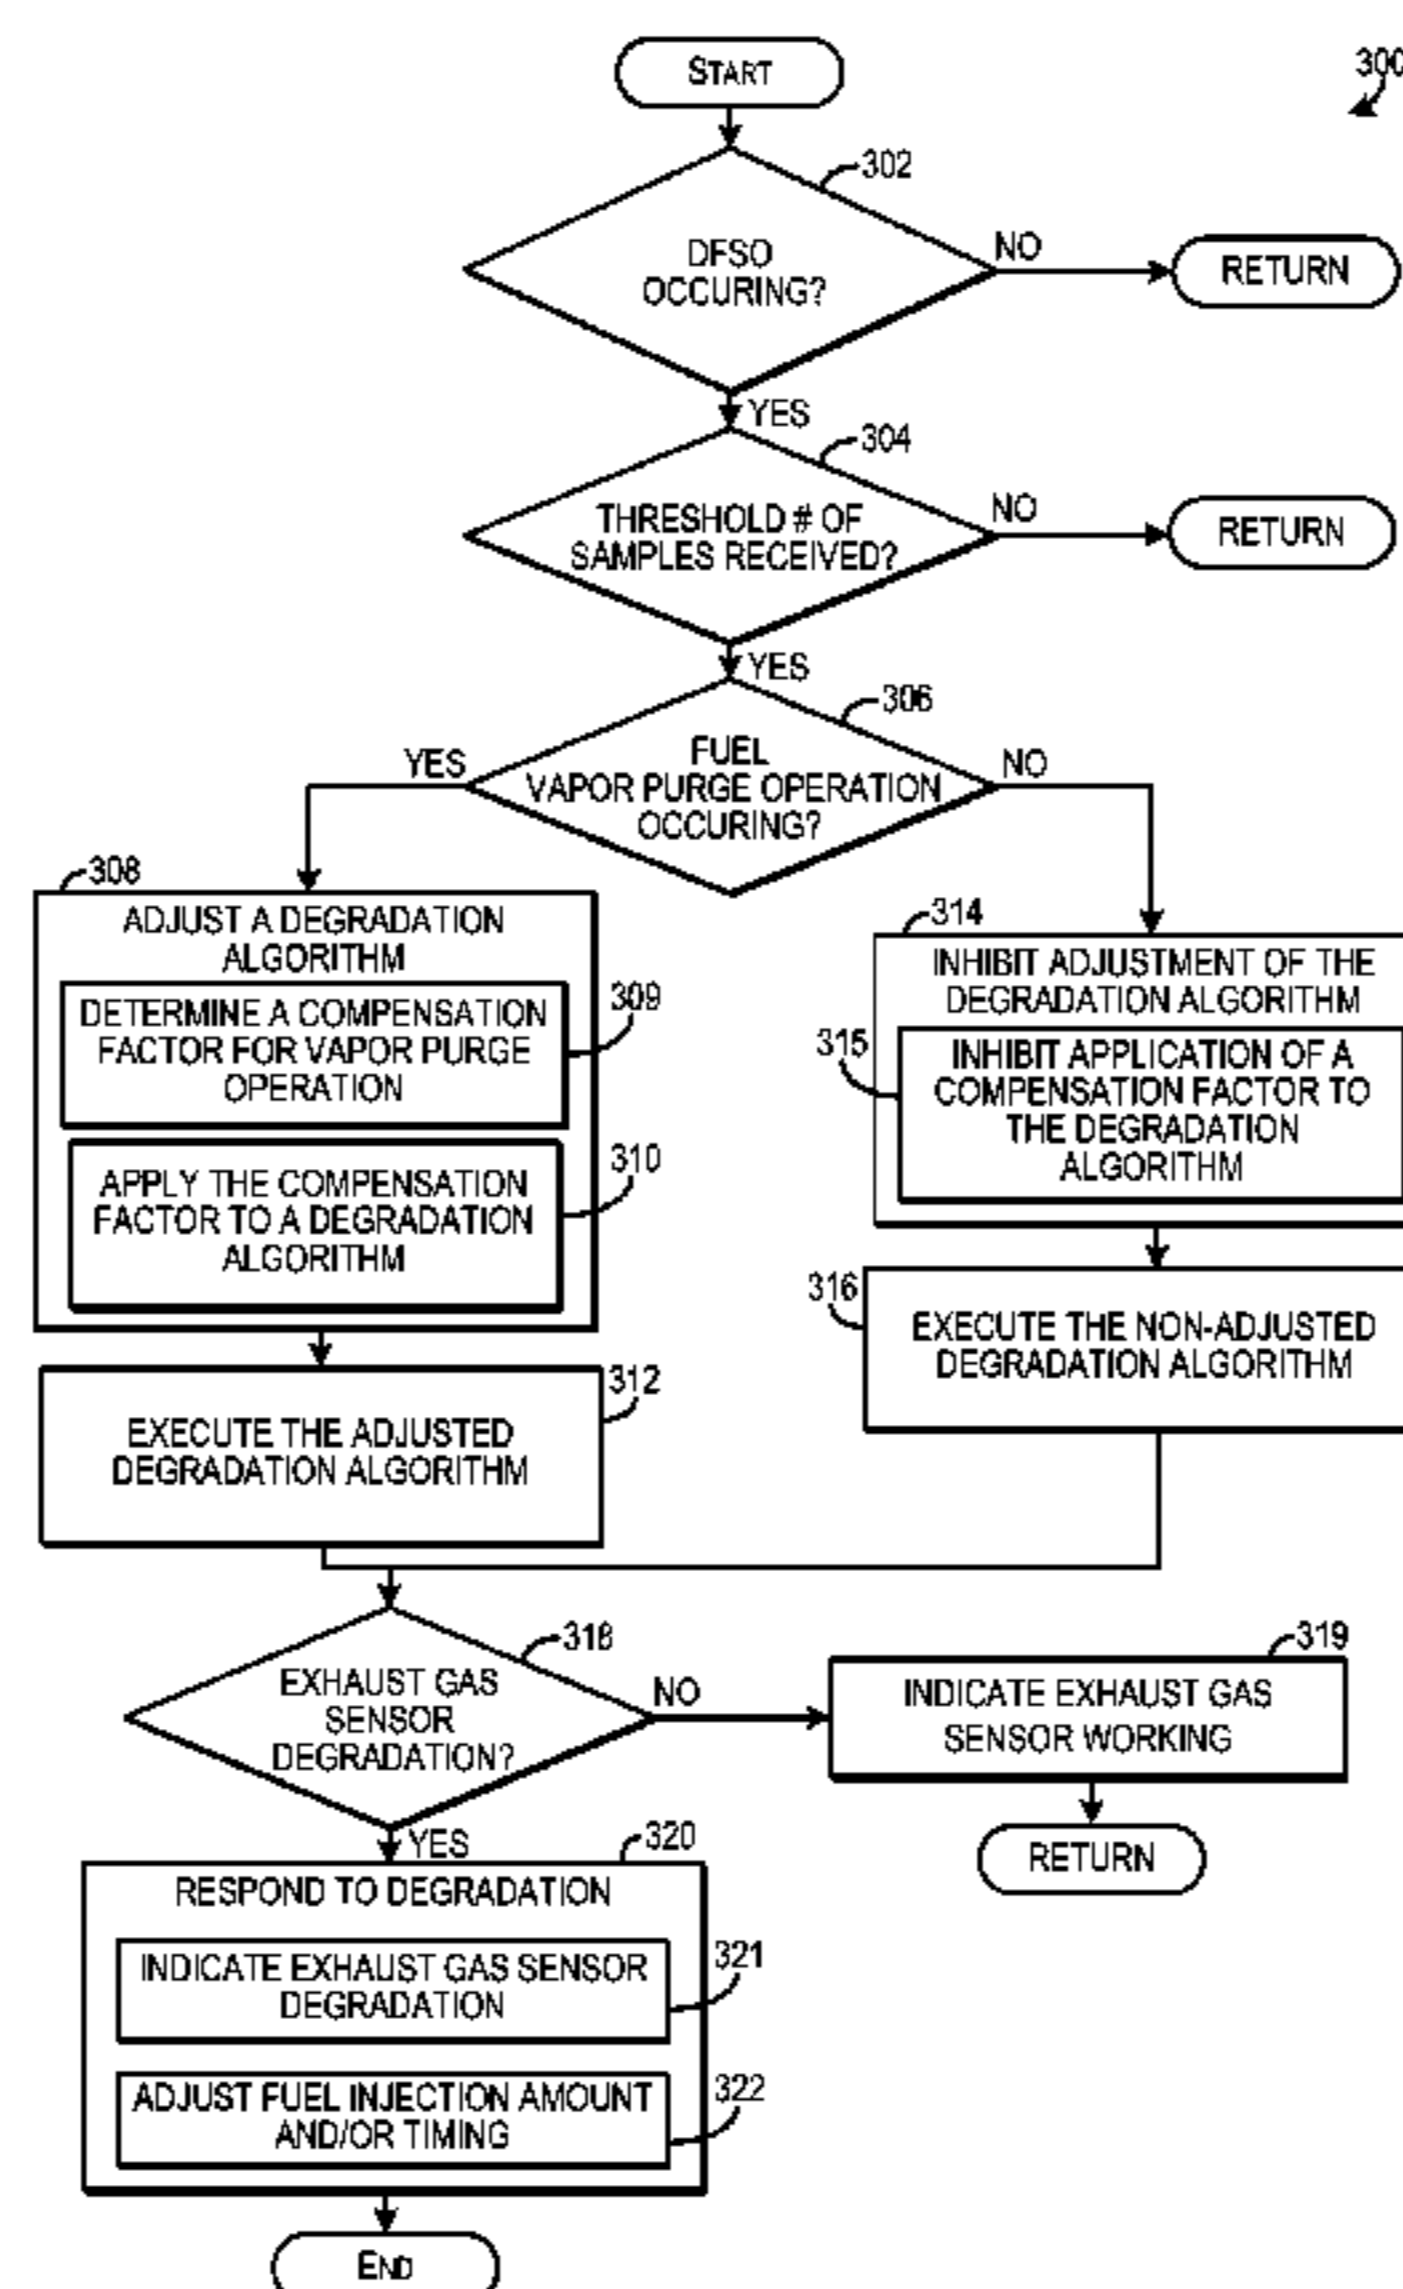 START
300
302
DFSO
OCCURING?
NO
RETURN
YES
304
THRESHOLD # OF
SAMPLES RECEIVED?
NO
RETURN
YES
306
FUEL
VAPOR PURGE OPERATION
OCCURING?
YES
NO
308
ADJUST A DEGRADATION
ALGORITHM
309
DETERMINE A COMPENSATION
FACTOR FOR VAPOR PURGE
OPERATION
310
APPLY THE COMPENSATION
FACTOR TO A DEGRADATION
ALGORITHM
314
INHIBIT ADJUSTMENT OF THE
DEGRADATION ALGORITHM
315
INHIBIT APPLICATION OF A
COMPENSATION FACTOR TO
THE DEGRADATION
ALGORITHM
312
EXECUTE THE ADJUSTED
DEGRADATION ALGORITHM
316
EXECUTE THE NON-ADJUSTED
DEGRADATION ALGORITHM
318
EXHAUST GAS
SENSOR
DEGRADATION?
NO
319
INDICATE EXHAUST GAS
SENSOR WORKING
RETURN
YES
320
RESPOND TO DEGRADATION
321
INDICATE EXHAUST GAS SENSOR
DEGRADATION
322
ADJUST FUEL INJECTION AMOUNT
AND/OR TIMING
END